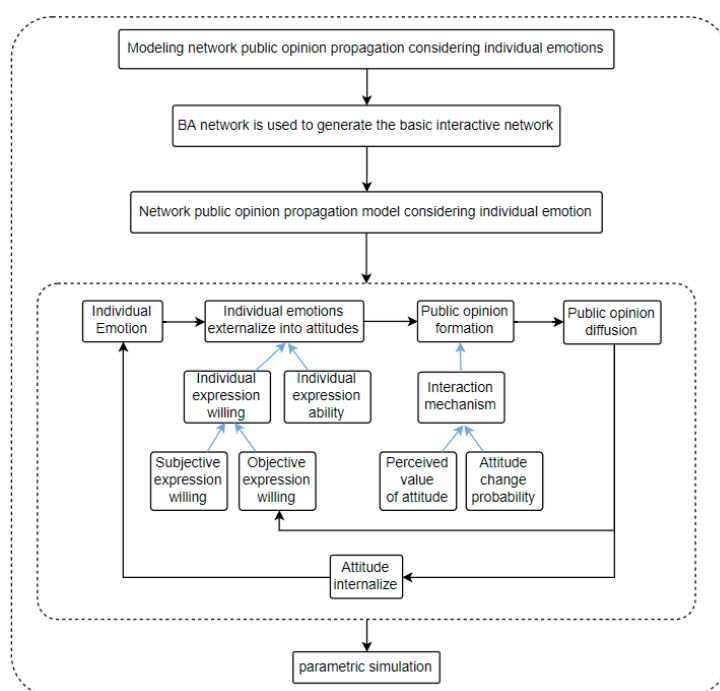 Modeling network public opinion propagation considering individual emotions
BA network is used to generate the basic interactive network
Network public opinion propagation model considering individual emotion
Individual
Emotion
Individual emotions
externalize into attitudes
Public opinion
formation
Public opinion
diffusion
Individual
expression
willing
Individual
expression
ability
Interaction
mechanism
Subjective
expression
willing
Objective
expression
willing
Perceived
value
of attitude
Attitude
change
probability
Attitude
internalize
parametric simulation